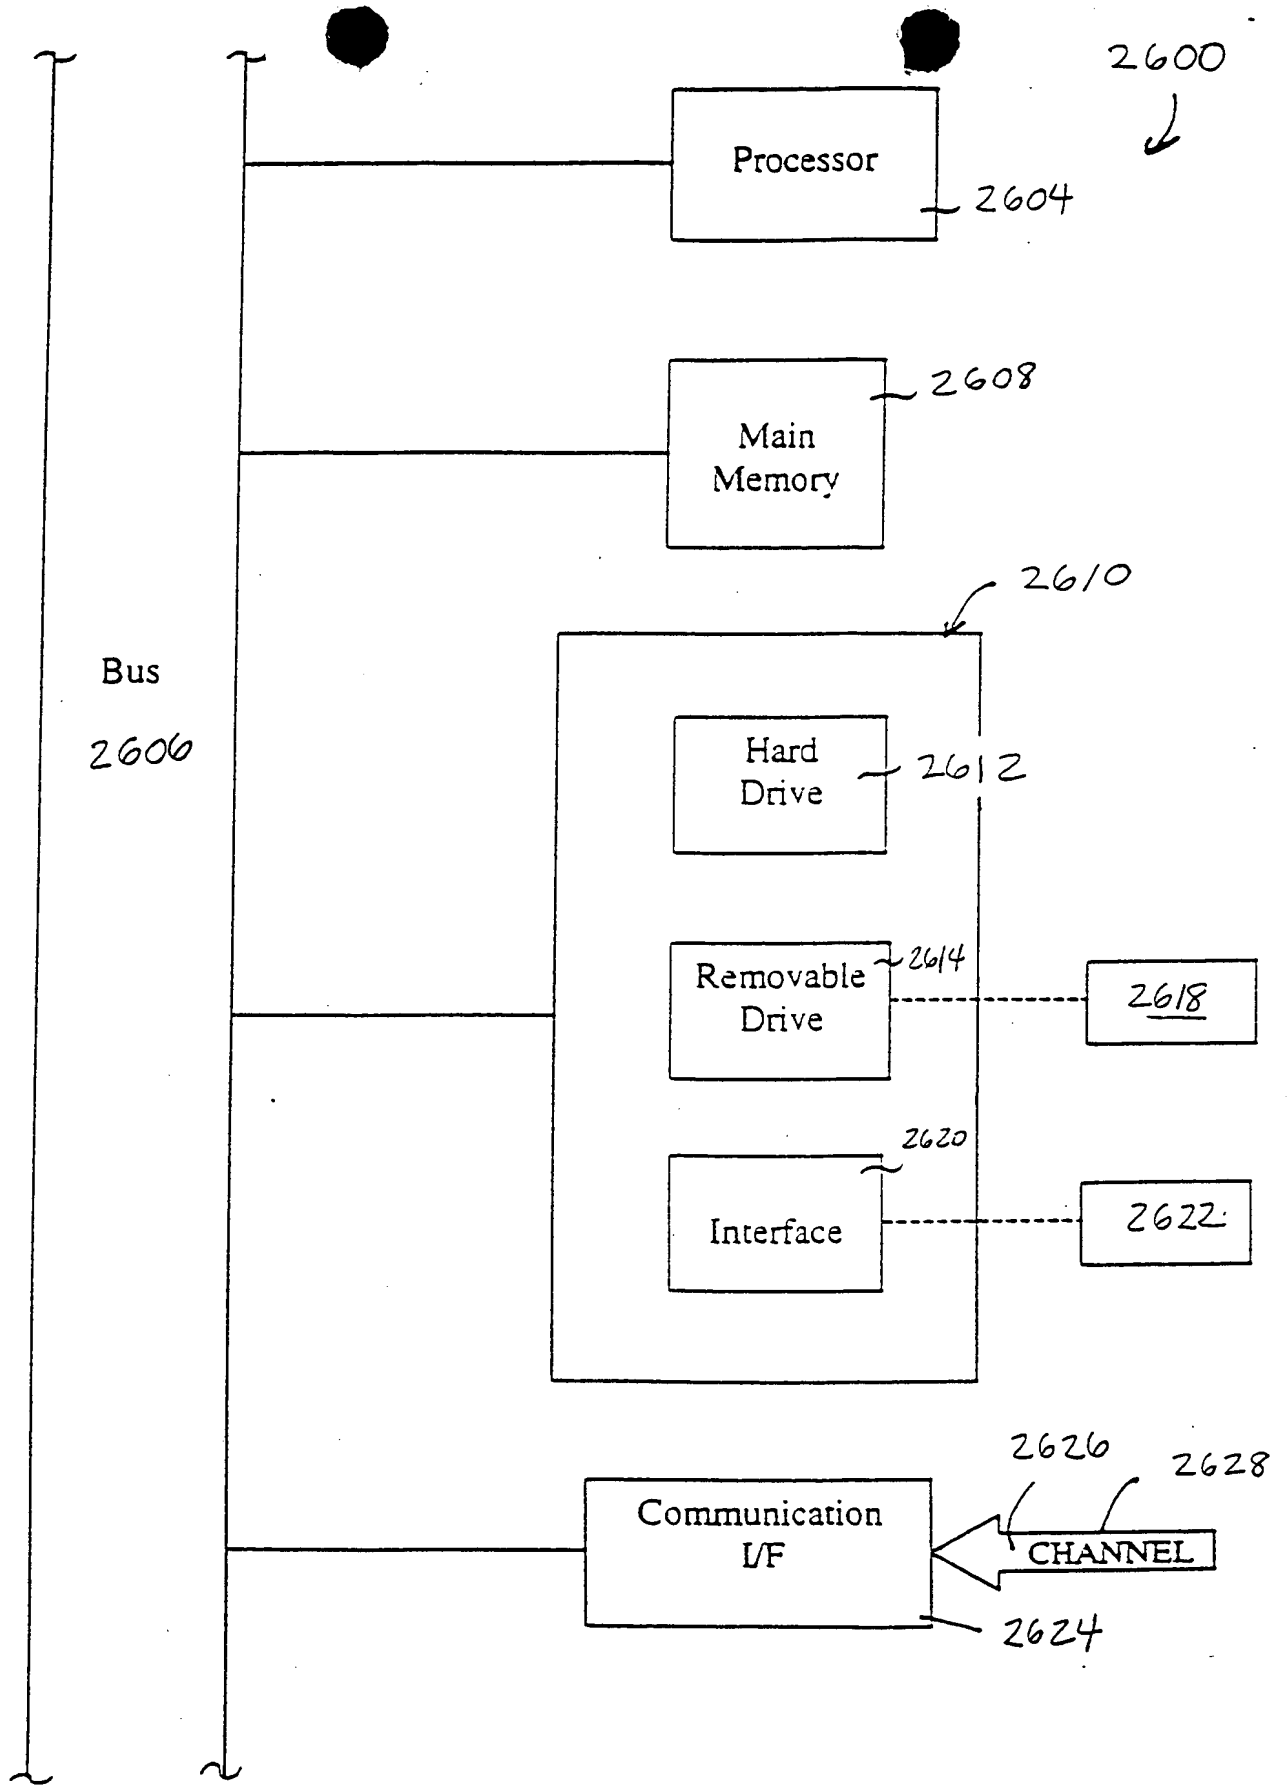 2600
Processor
2604
2608
Main
Memory
2610
Bus
2606
Hard
Drive
2612
Removable
Drive
2614
2618
2620
Interface
2622
2626
2628
Communication
I/F
CHANNEL
2624